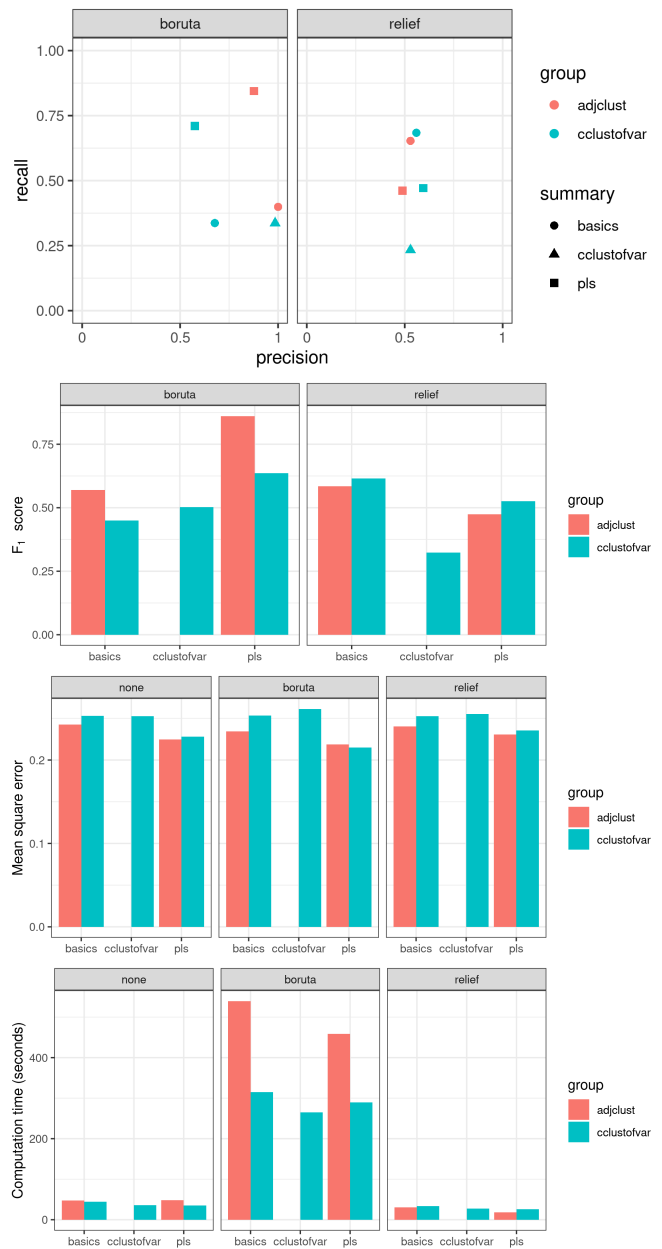 boruta
relief
1.00
0.75
0.50
0.25
0.00
recall
0
0.5
1
0
0.5
1
precision
group
adjclust
cclustofvar
summary
basics
cclustofvar
pls
boruta
relief
0.75
0.50
0.25
0.00
F1 score
basics
cclustofvar
pls
basics
cclustofvar
pls
group
adjclust
cclustofvar
none
boruta
relief
0.2
0.1
0.0
Mean square error
basics
cclustofvar
pls
basics
cclustofvar
pls
basics
cclustofvar
pls
group
adjclust
cclustofvar
none
boruta
relief
400
200
0
Computation time (seconds)
basics
cclustofvar
pls
basics
cclustofvar
pls
basics
cclustofvar
pls
group
adjclust
cclustofvar